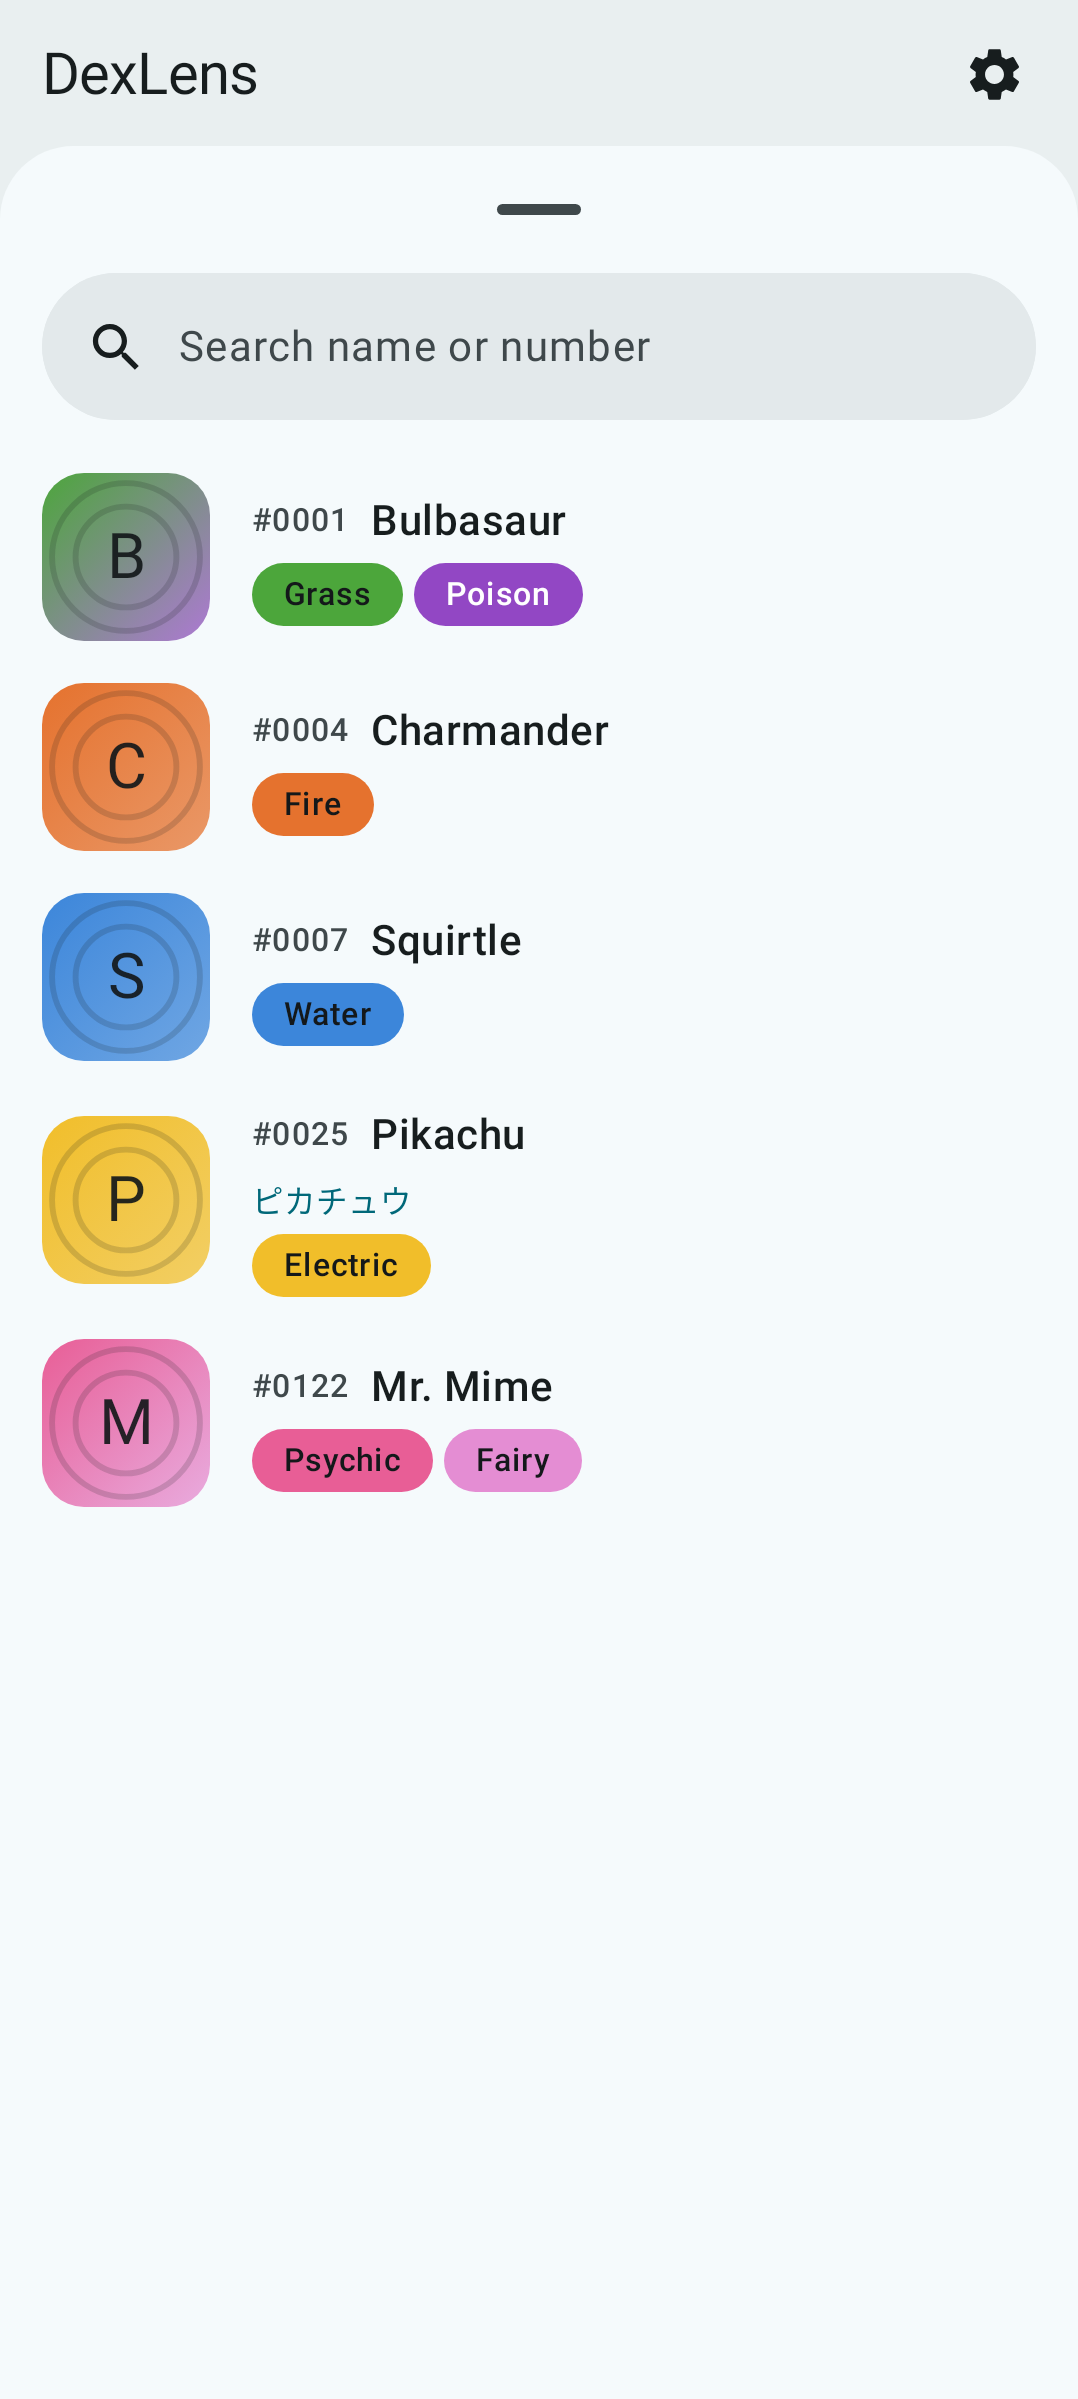 DexLens
Search name or number
B
#0001 Bulbasaur
Grass Poison
C
#0004 Charmander
Fire
S
#0007 Squirtle
Water
P
#0025 Pikachu
ピカチュウ
Electric
M
#0122 Mr. Mime
Psychic Fairy